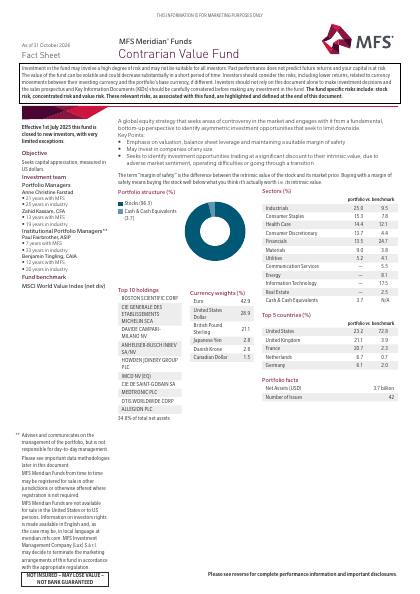 THIS INFORMATION IS FOR MARKETING PURPOSES ONLY
As of 31 October 2026
Fact Sheet
MFS Meridian® Funds
Contrarian Value Fund
MFS®
Investment in the fund may involve a high degree of risk and may not be suitable for all investors. Past performance does not predict future returns and your capital is at risk.
The value of the fund can be volatile and could decrease substantially in a short period of time. Investors should consider the risks, including lower returns, related to currency
movements between their investing currency and the portfolio's base currency, if different. Investors should not rely on this document alone to make investment decisions and
the sales prospectus and Key Information Documents (KIDs) should be carefully considered before making any investment in the fund. The fund specific risks include: stock
risk, concentrated risk and value risk. These relevant risks, as associated with this fund, are highlighted and defined at the end of this document.
Effective 1st July 2025 this fund is
closed to new investors, with very
limited exceptions
Objective
Seeks capital appreciation, measured in
US dollars.
Investment team
Portfolio Managers
Anne Christine Farstad
• 21 years with MFS
• 25 years in industry
Zahid Kassam, CFA
• 13 years with MFS
• 19 years in industry
Institutional Portfolio Managers**
Paul Fairbrother, ASIP
• 7 years with MFS
• 33 years in industry
Benjamin Tingling, CAIA
• 12 years with MFS
• 20 years in industry
Fund benchmark
MSCI World Value Index (net div)
A global equity strategy that seeks areas of controversy in the market and engages with it from a fundamental,
bottom-up perspective to identify asymmetric investment opportunities that seek to limit downside.
Key Points:
• Emphasis on valuation, balance sheet leverage and maintaining a suitable margin of safety
• May invest in companies of any size.
• Seeks to identify investment opportunities trading at a significant discount to their intrinsic value, due to
adverse market sentiment, operating difficulties or going through a transition
The term "margin of safety" is the difference between the intrinsic value of the stock and its market price. Buying with a margin of
safety means buying the stock well below what you think it's actually worth i.e. its intrinsic value.
Portfolio structure (%)
Stocks (96.3)
Cash & Cash Equivalents
(3.7)
Top 10 holdings
BOSTON SCIENTIFIC CORP
CIE GENERALE DES
ETABLISSEMENTS
MICHELIN SCA
DAVIDE CAMPARI-
MILANO NV
ANHEUSER-BUSCH INBEV
SA/NV
HOWDEN JOINERY GROUP
PLC
IMCD NV (EQ)
CIE DE SAINT-GOBAIN SA
MEDTRONIC PLC
OTIS WORLDWIDE CORP
ALLEGION PLC
34.8% of total net assets
Currency weights (%)
Euro 42.9
United States
Dollar 28.9
British Pound
Sterling 21.1
Japanese Yen 2.8
Danish Krone 2.8
Canadian Dollar 1.5
Sectors (%)
portfolio vs. benchmark
Industrials 25.0 9.5
Consumer Staples 15.3 7.8
Health Care 14.4 12.1
Consumer Discretionary 13.7 4.4
Financials 13.5 24.7
Materials 9.0 3.8
Utilities 5.2 4.1
Communication Services — 5.5
Energy — 8.1
Information Technology — 17.5
Real Estate — 2.5
Cash & Cash Equivalents 3.7 N/A
Top 5 countries (%)
portfolio vs. benchmark
United States 23.2 72.8
United Kingdom 21.1 3.9
France 20.7 2.3
Netherlands 6.7 0.7
Germany 6.1 2.0
Portfolio facts
Net Assets (USD) 3.7 billion
Number of Issues 42
** Advises and communicates on the
management of the portfolio, but is not
responsible for day-to-day management.
Please see important data methodologies
later in this document.
MFS Meridian Funds from time to time
may be registered for sale in other
jurisdictions or otherwise offered where
registration is not required.
MFS Meridian Funds are not available
for sale in the United States or to US
persons. Information on investors rights
is made available in English and, as
the case may be, in local language at
meridian.mfs.com. MFS Investment
Management Company (Lux) S.à r.l
may decide to terminate the marketing
arrangements of the fund in accordance
with the appropriate regulation.
NOT INSURED – MAY LOSE VALUE –
NOT BANK GUARANTEED
Please see reverse for complete performance information and important disclosures.